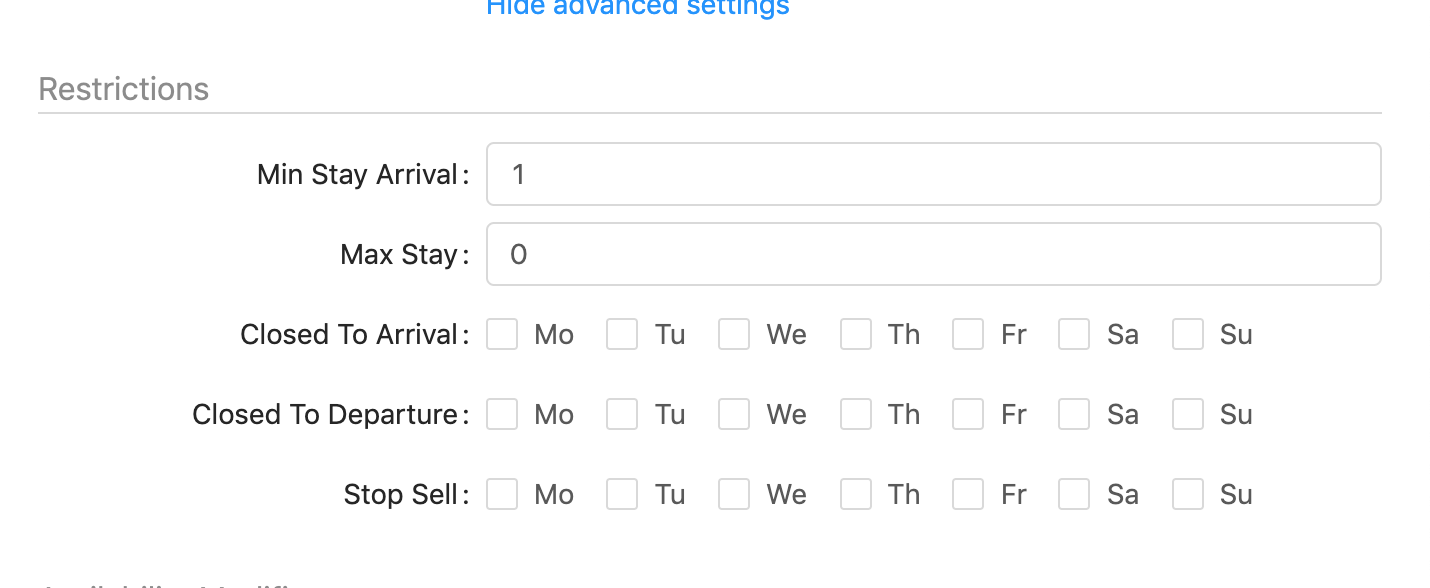 Hide advanced settings
Restrictions
Min Stay Arrival: 1
Max Stay: 0
Closed To Arrival: Mo Tu We Th Fr Sa Su
Closed To Departure: Mo Tu We Th Fr Sa Su
Stop Sell: Mo Tu We Th Fr Sa Su